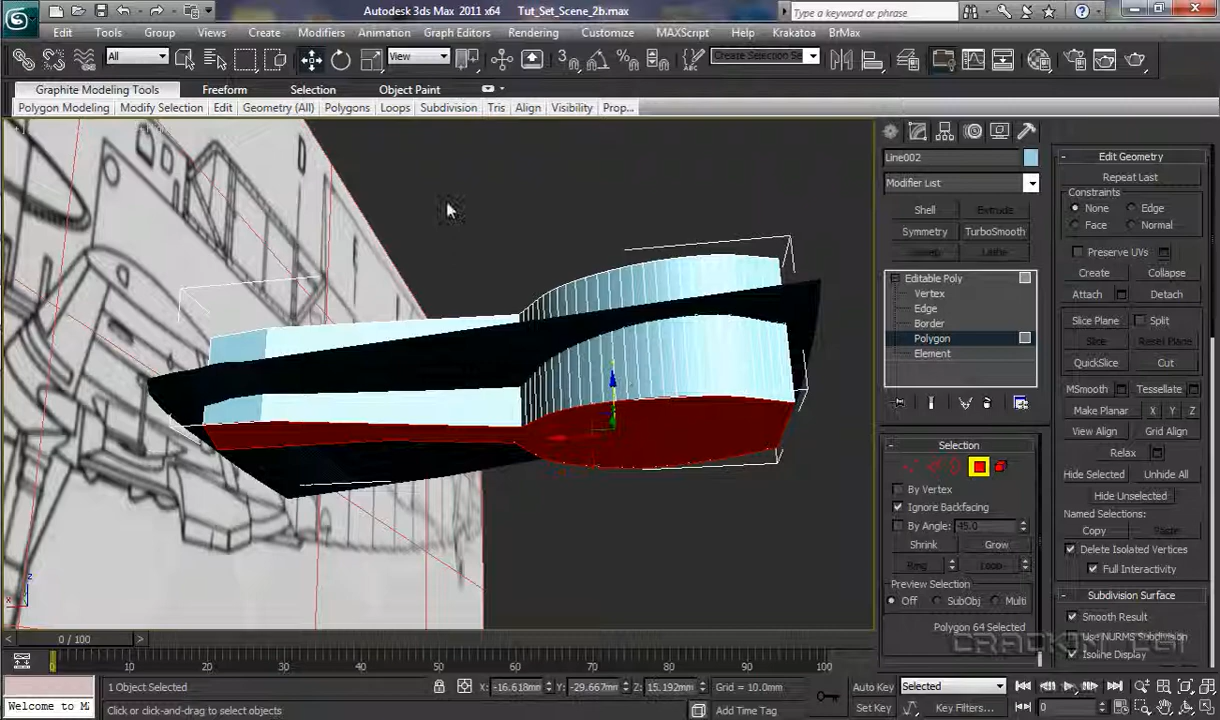 Autodesk 3ds Max 2011 x64 Tut_Set_Scene_2b.max
Type a keyword or phrase
Edit Tools Group Views Create Modifiers Animation Graph Editors Rendering Customize MAXScript Help Krakatoa BrMax
All View Create Selection Se
Graphite Modeling Tools Freeform Selection Object Paint
Polygon Modeling Modify Selection Edit Geometry (All) Polygons Loops Subdivision Tris Align Visibility Prop...
Line002
Modifier List
Shell Extrude
Symmetry TurboSmooth
Editable Poly
Vertex
Edge
Border
Polygon
Element
Selection
By Vertex
Ignore Backfacing
By Angle: 45.0
Shrink Grow
Ring Loop
Preview Selection
Off SubObj Multi
Polygon 64 Selected
Edit Geometry
Repeat Last
Constraints
None Edge
Face Normal
Preserve UVs
Create Collapse
Attach Detach
Slice Plane Split
Slice Reset Plane
QuickSlice Cut
MSmooth Tessellate
Make Planar X Y Z
View Align Grid Align
Relax
Hide Selected Unhide All
Hide Unselected
Named Selections:
Copy Paste
Delete Isolated Vertices
Full Interactivity
Subdivision Surface
Smooth Result
Use NURMS Subdivision
Isoline Display
CRACKIN CGI
z
x
0 / 100
0 10 20 30 40 50 60 70 80 90 100
1 Object Selected X: -16.618mm Y: -29.667mm Z: 15.192mm Grid = 10.0mm Auto Key Selected
Welcome to M Click or click-and-drag to select objects Add Time Tag Set Key Key Filters... 0